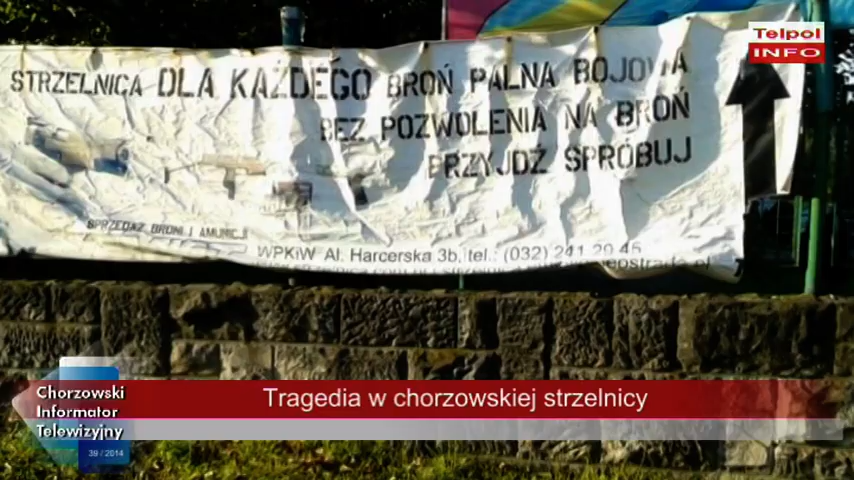 Telpol
INFO
STRZELNICA DLA KAŻDEGO BROŃ PALNA BOJOWA
BEZ POZWOLENIA NA BROŃ
PRZYJDŹ SPRÓBUJ
SPRZEDAŻ BRONI I AMUNICJI
WPKiW Al. Harcerska 3b, tel.: (032) 241 20 45
Tragedia w chorzowskiej strzelnicy
Chorzowski
Informator
Telewizyjny
39 / 2014